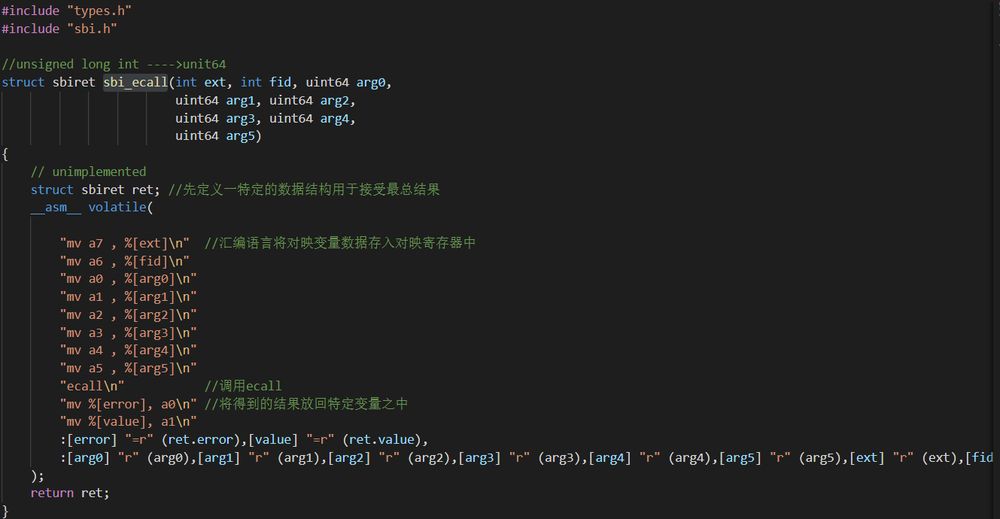 #include "types.h"
#include "sbi.h"
//unsigned long int ---->unit64
struct sbiret sbi_ecall(int ext, int fid, uint64 arg0,
uint64 arg1, uint64 arg2,
uint64 arg3, uint64 arg4,
uint64 arg5)
{
// unimplemented
struct sbiret ret; //先定义一特定的数据结构用于接受最总结果
__asm__ volatile(
"mv a7 , %[ext]\n" //汇编语言将对映变量数据存入对映寄存器中
"mv a6 , %[fid]\n"
"mv a0 , %[arg0]\n"
"mv a1 , %[arg1]\n"
"mv a2 , %[arg2]\n"
"mv a3 , %[arg3]\n"
"mv a4 , %[arg4]\n"
"mv a5 , %[arg5]\n"
"ecall\n" //调用ecall
"mv %[error], a0\n" //将得到的结果放回特定变量之中
"mv %[value], a1\n"
:[error] "=r" (ret.error),[value] "=r" (ret.value),
:[arg0] "r" (arg0),[arg1] "r" (arg1),[arg2] "r" (arg2),[arg3] "r" (arg3),[arg4] "r" (arg4),[arg5] "r" (arg5),[ext] "r" (ext),[fid
);
return ret;
}